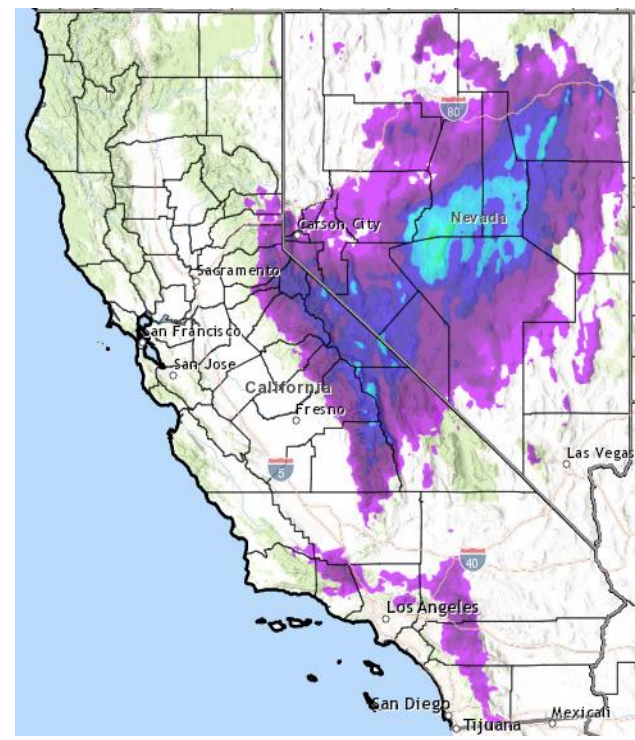 80
Nevada
Carson City
Sacramento
San Francisco
San Jose
California
Fresno
5
Las Vegas
40
Los Angeles
San Diego
Mexicali
Tijuana